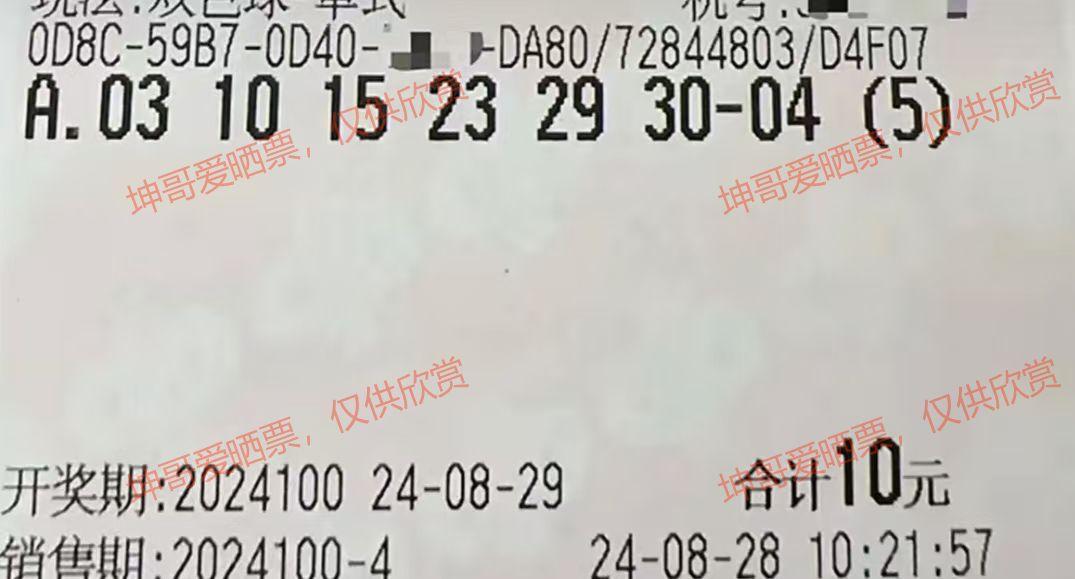 玩法:双色球 单式 机号:
0D8C-59B7-0D40- -DA80/72844803/D4F07
A.03 10 15 23 29 30-04 (5)
坤哥爱晒票，仅供欣赏
坤哥爱晒票，仅供欣赏
坤哥爱晒票，仅供欣赏
坤哥爱晒票，仅供欣赏
开奖期:2024100 24-08-29 合计10元
销售期:2024100-4 24-08-28 10:21:57